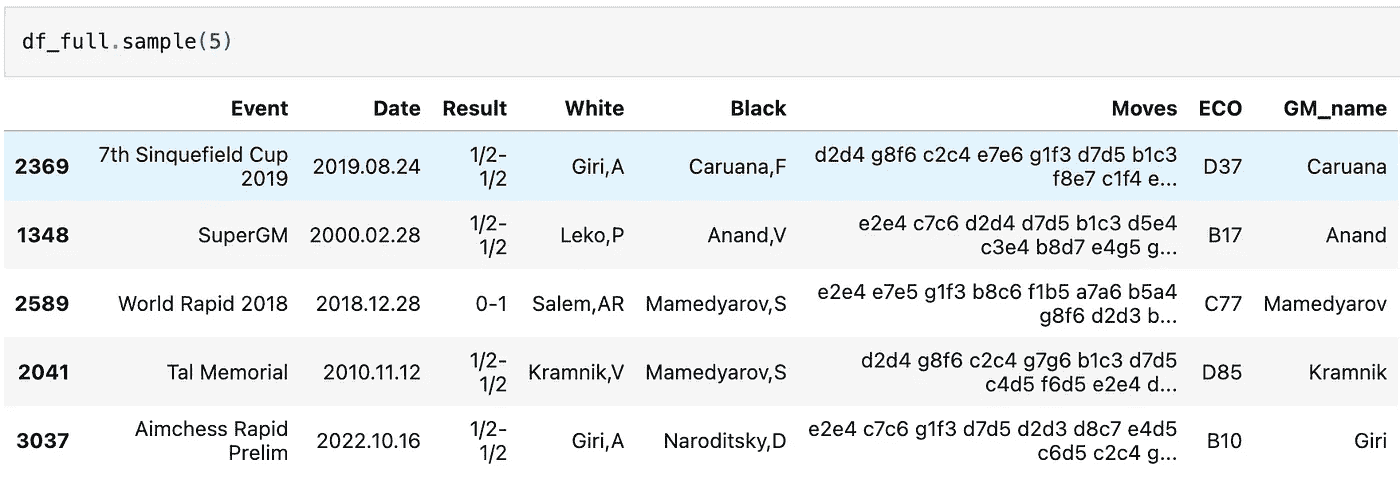 df_full.sample(5)
Event Date Result White Black Moves ECO GM_name
2369 7th Sinquefield Cup 2019 2019.08.24 1/2-1/2 Giri,A Caruana,F d2d4 g8f6 c2c4 e7e6 g1f3 d7d5 b1c3 f8e7 c1f4 e... D37 Caruana
1348 SuperGM 2000.02.28 1/2-1/2 Leko,P Anand,V e2e4 c7c6 d2d4 d7d5 b1c3 d5e4 c3e4 b8d7 e4g5 g... B17 Anand
2589 World Rapid 2018 2018.12.28 0-1 Salem,AR Mamedyarov,S e2e4 e7e5 g1f3 b8c6 f1b5 a7a6 b5a4 g8f6 d2d3 b... C77 Mamedyarov
2041 Tal Memorial 2010.11.12 1/2-1/2 Kramnik,V Mamedyarov,S d2d4 g8f6 c2c4 g7g6 b1c3 d7d5 c4d5 f6d5 e2e4 d... D85 Kramnik
3037 Aimchess Rapid Prelim 2022.10.16 1/2-1/2 Giri,A Naroditsky,D e2e4 c7c6 g1f3 d7d5 d2d3 d8c7 e4d5 c6d5 c2c4 g... B10 Giri